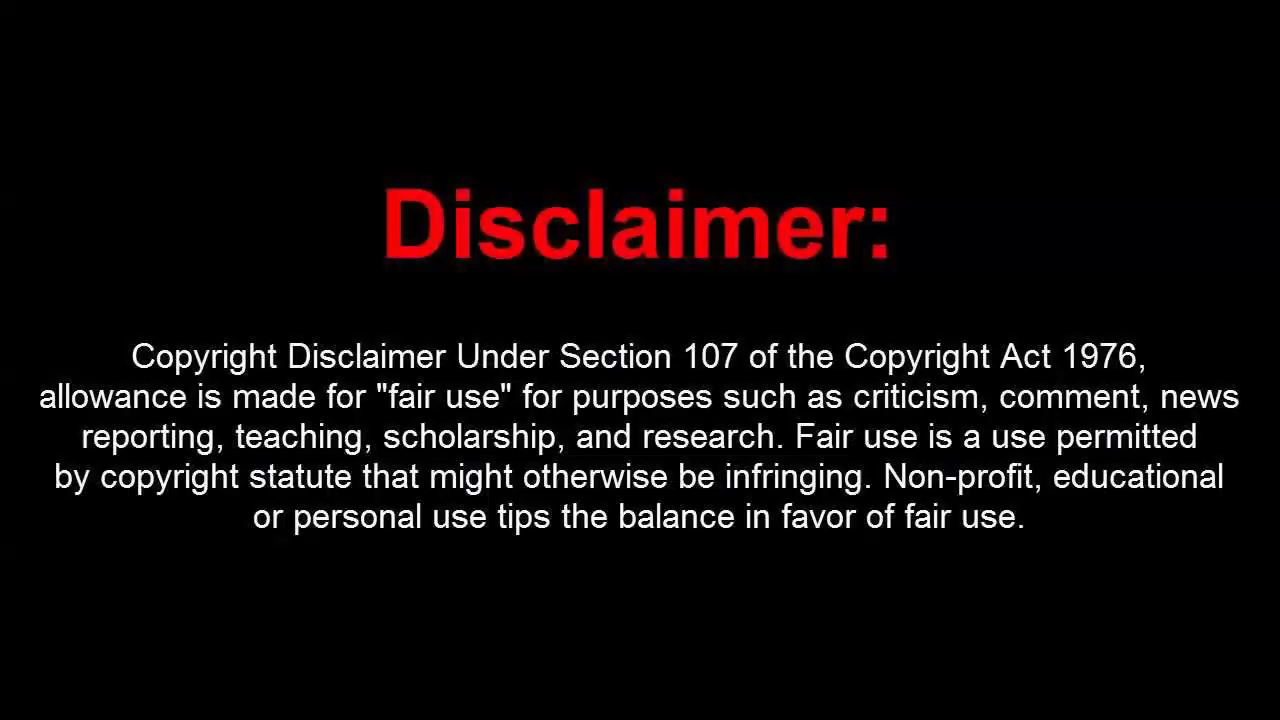 Disclaimer:
Copyright Disclaimer Under Section 107 of the Copyright Act 1976,
allowance is made for "fair use" for purposes such as criticism, comment, news
reporting, teaching, scholarship, and research. Fair use is a use permitted
by copyright statute that might otherwise be infringing. Non-profit, educational
or personal use tips the balance in favor of fair use.